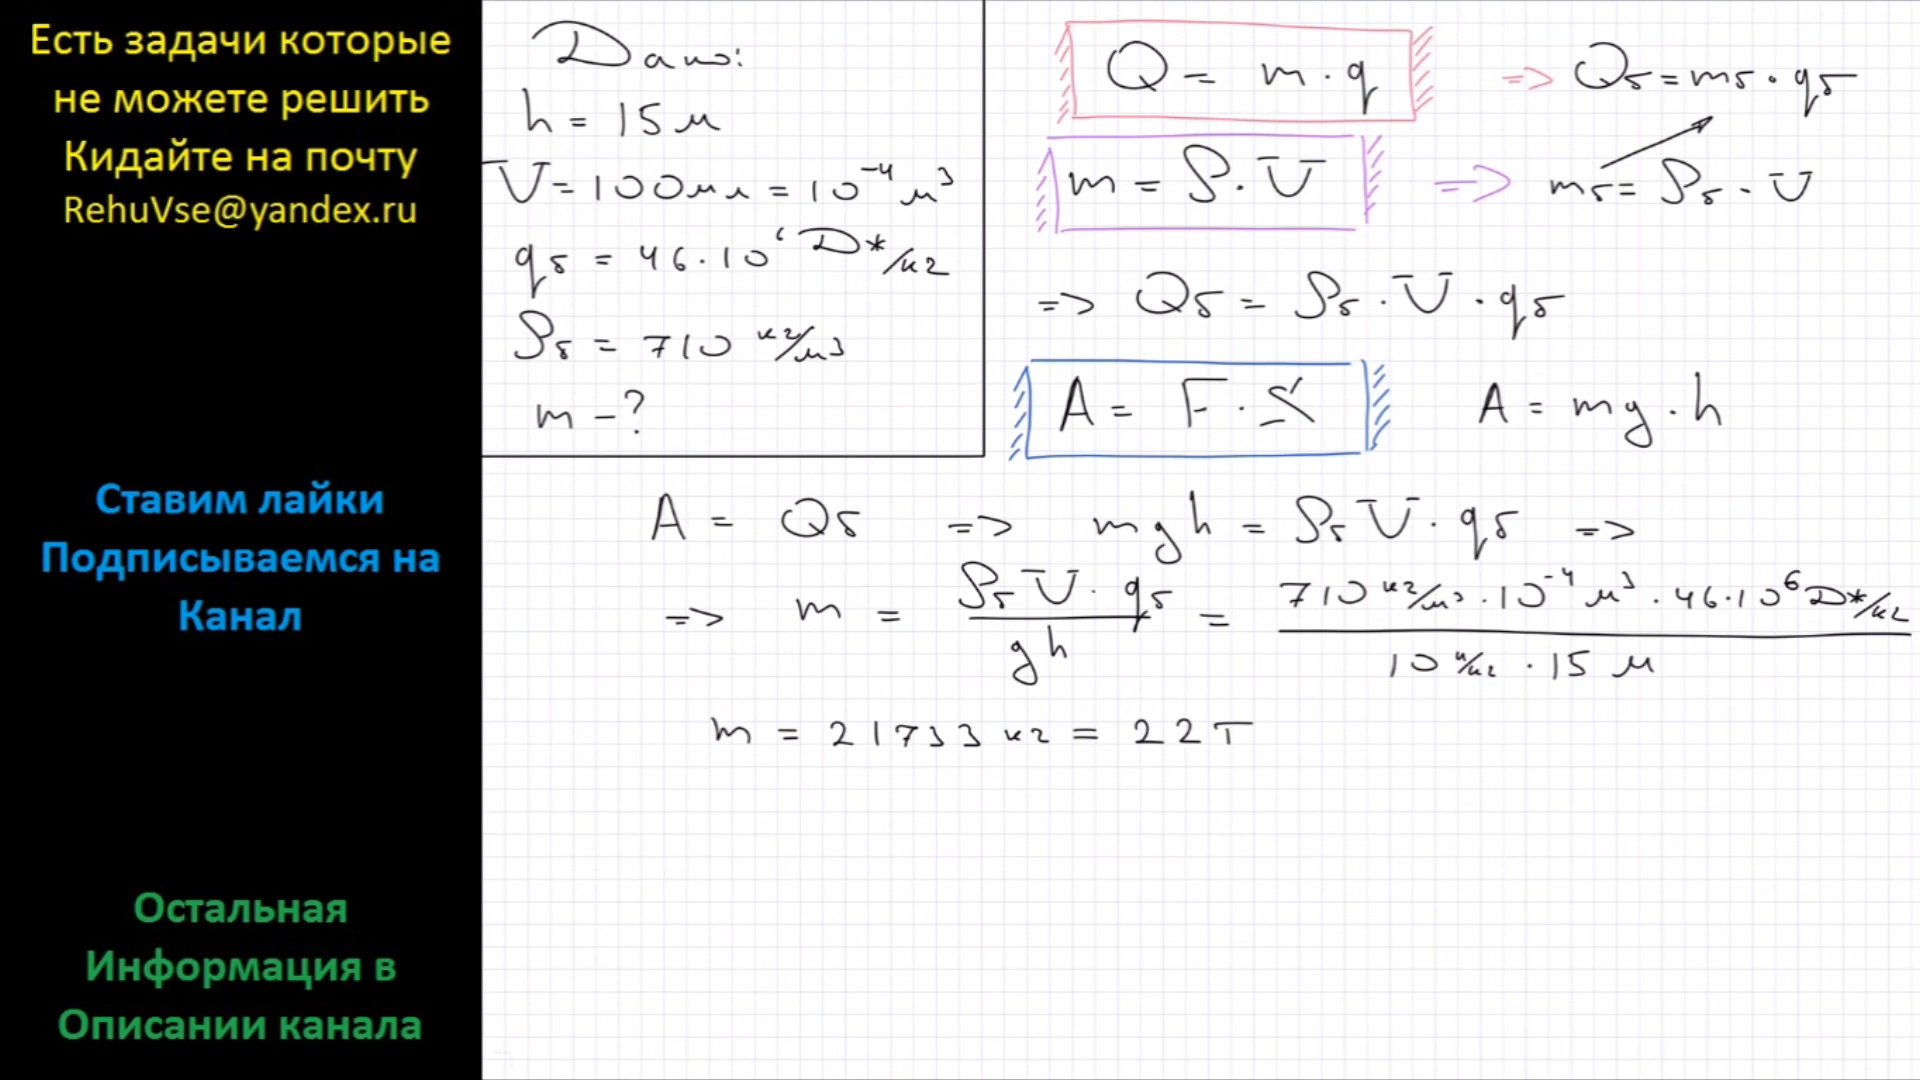 Есть задачи которые
не можете решить
Кидайте на почту
RehuVse@yandex.ru
Ставим лайки
Подписываемся на
Канал
Остальная
Информация в
Описании канала
Дано:
h = 15 м
V = 100 мл = 10⁻⁴ м³
qб = 46·10⁶ Дж/кг
ρб = 710 кг/м³
m – ?
Q = m · q => Qб = mб · qб
m = ρ · V => mб = ρб · V
=> Qб = ρб · V · qб
A = F · S A = mg · h
A = Qб => mgh = ρб V · qб =>
=> m = ρб V · qб / gh = 710 кг/м³ · 10⁻⁴ м³ · 46·10⁶ Дж/кг / 10 н/кг · 15 м
m = 21733 кг = 22 т